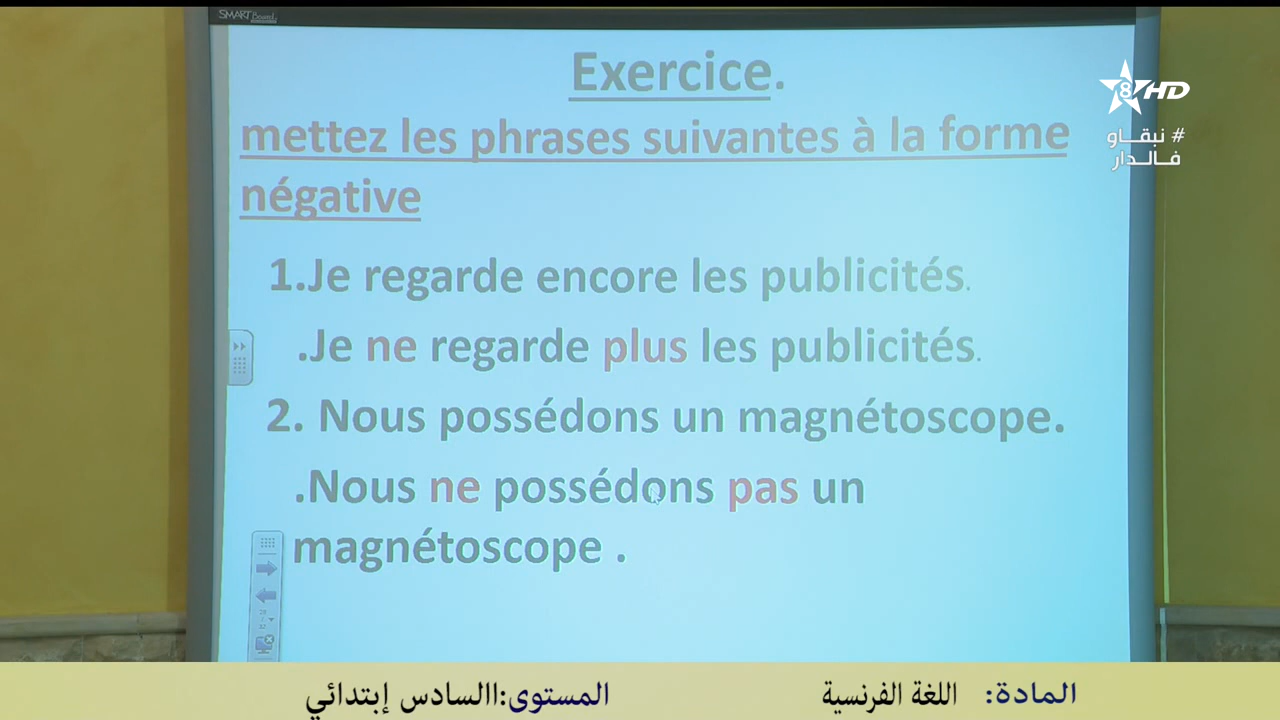 SMART Board
Exercice.
mettez les phrases suivantes à la forme
négative
1.Je regarde encore les publicités.
.Je ne regarde plus les publicités.
2. Nous possédons un magnétoscope.
.Nous ne possédons pas un
magnétoscope .
8 HD
# نبقاو
فالدار
المادة: اللغة الفرنسية
المستوى:االسادس إبتدائي